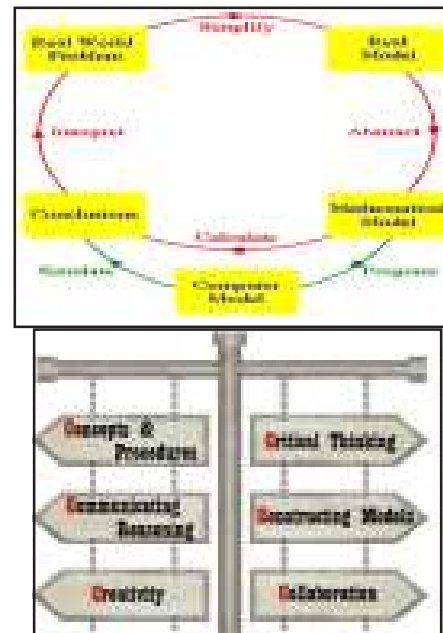 Simplify
Real World
Problem
Real
Model
Interpret
Abstract
Conclusions
Mathematical
Model
Calculate
Simulate
Program
Computer
Model
Concepts &
Procedures
Critical Thinking
Communicating
Reasoning
Constructing Models
Creativity
Collaboration